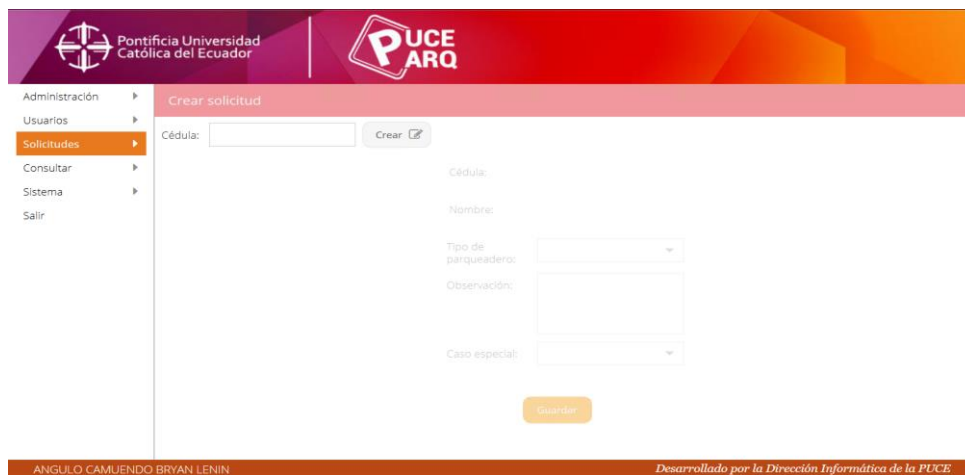 Pontificia Universidad
Católica del Ecuador
PUCE
PARQ
Administración
Usuarios
Solicitudes
Consultar
Sistema
Salir
Crear solicitud
Cédula:
Crear
Cédula:
Nombre:
Tipo de
parqueadero:
Observación:
Caso especial:
Guardar
ANGULO CAMUENDO BRYAN LENIN
Desarrollado por la Dirección Informática de la PUCE